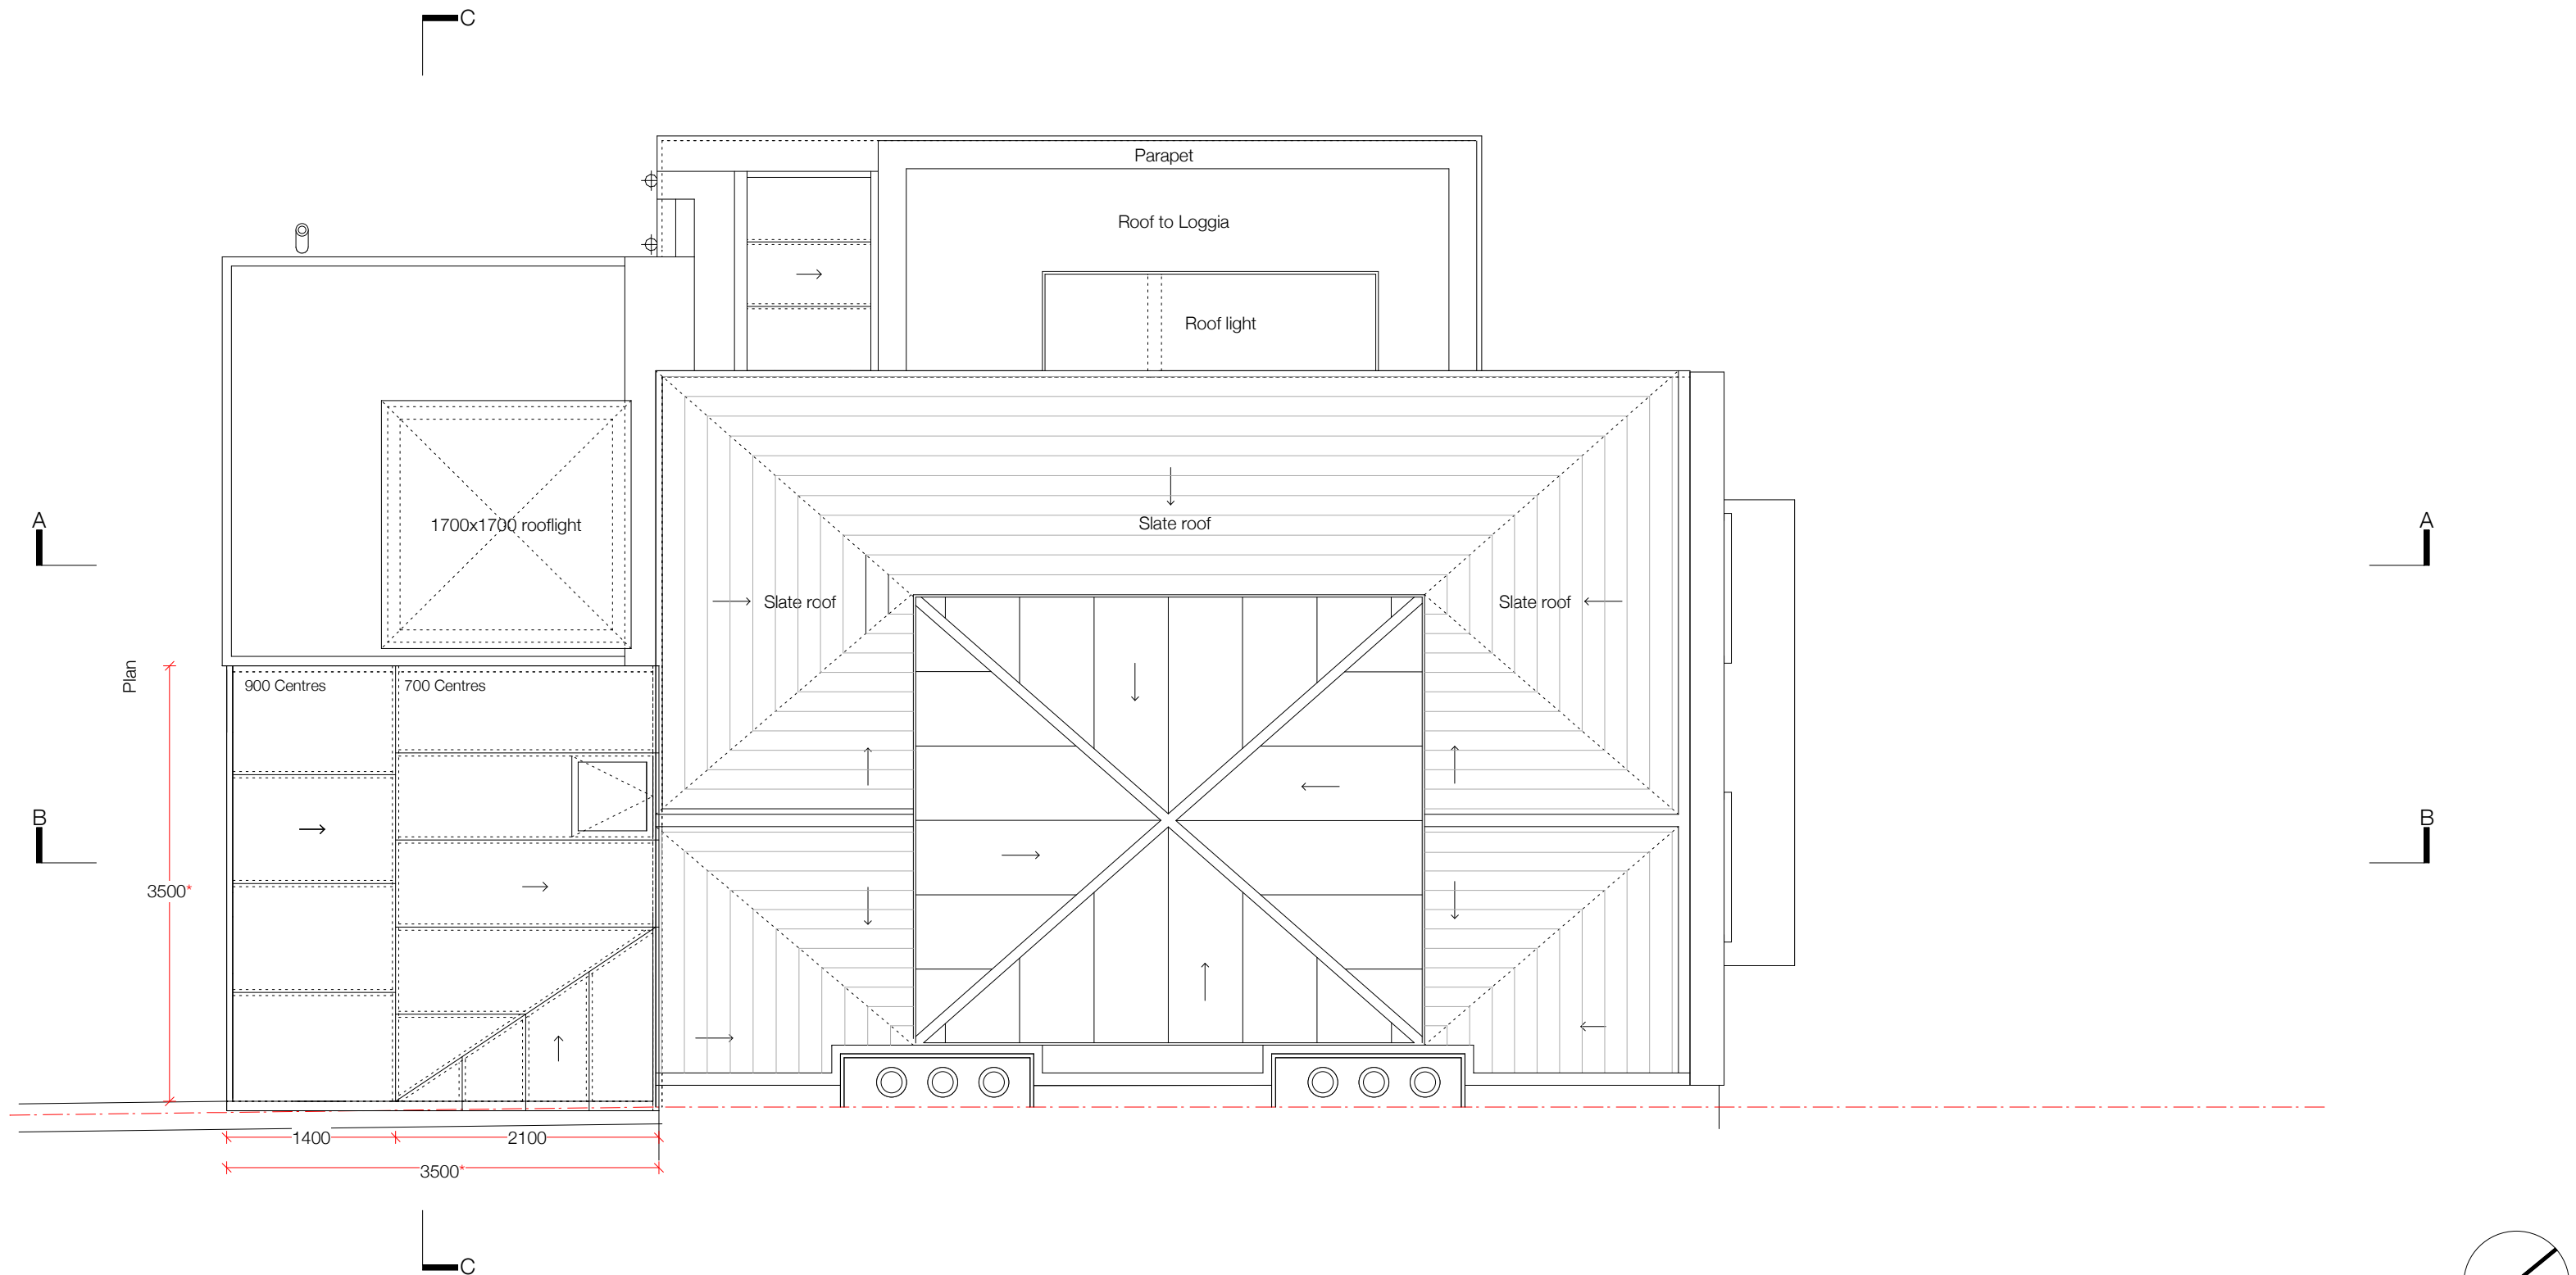 C
Parapet
Roof to Loggia
Roof light
A
1700x1700 rooflight
Slate roof
A
Slate roof
Slate roof
Plan
900 Centres
700 Centres
B
B
3500*
1400
2100
3500*
C